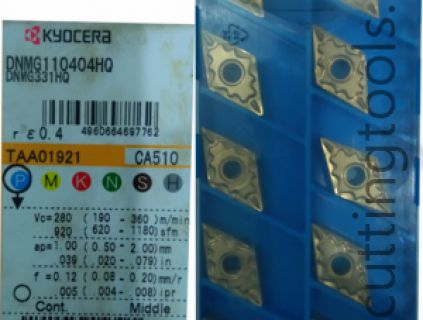 KYOCERA
DNMG110404HQ
DNMG331HQ
rε0.4
4960664697762
TAA01921 CA510
P M K N S H
Vc= 280 (190 - 360) m/min
920 (620 - 1180) sfm
ap= 1.00 (0.50 - 2.00) mm
.039 (.020 - .079) in
f = 0.12 (0.08 - 0.20) mm/r
.005 (.004 - .008) ipr
Cont. Middle
cuttingtools.